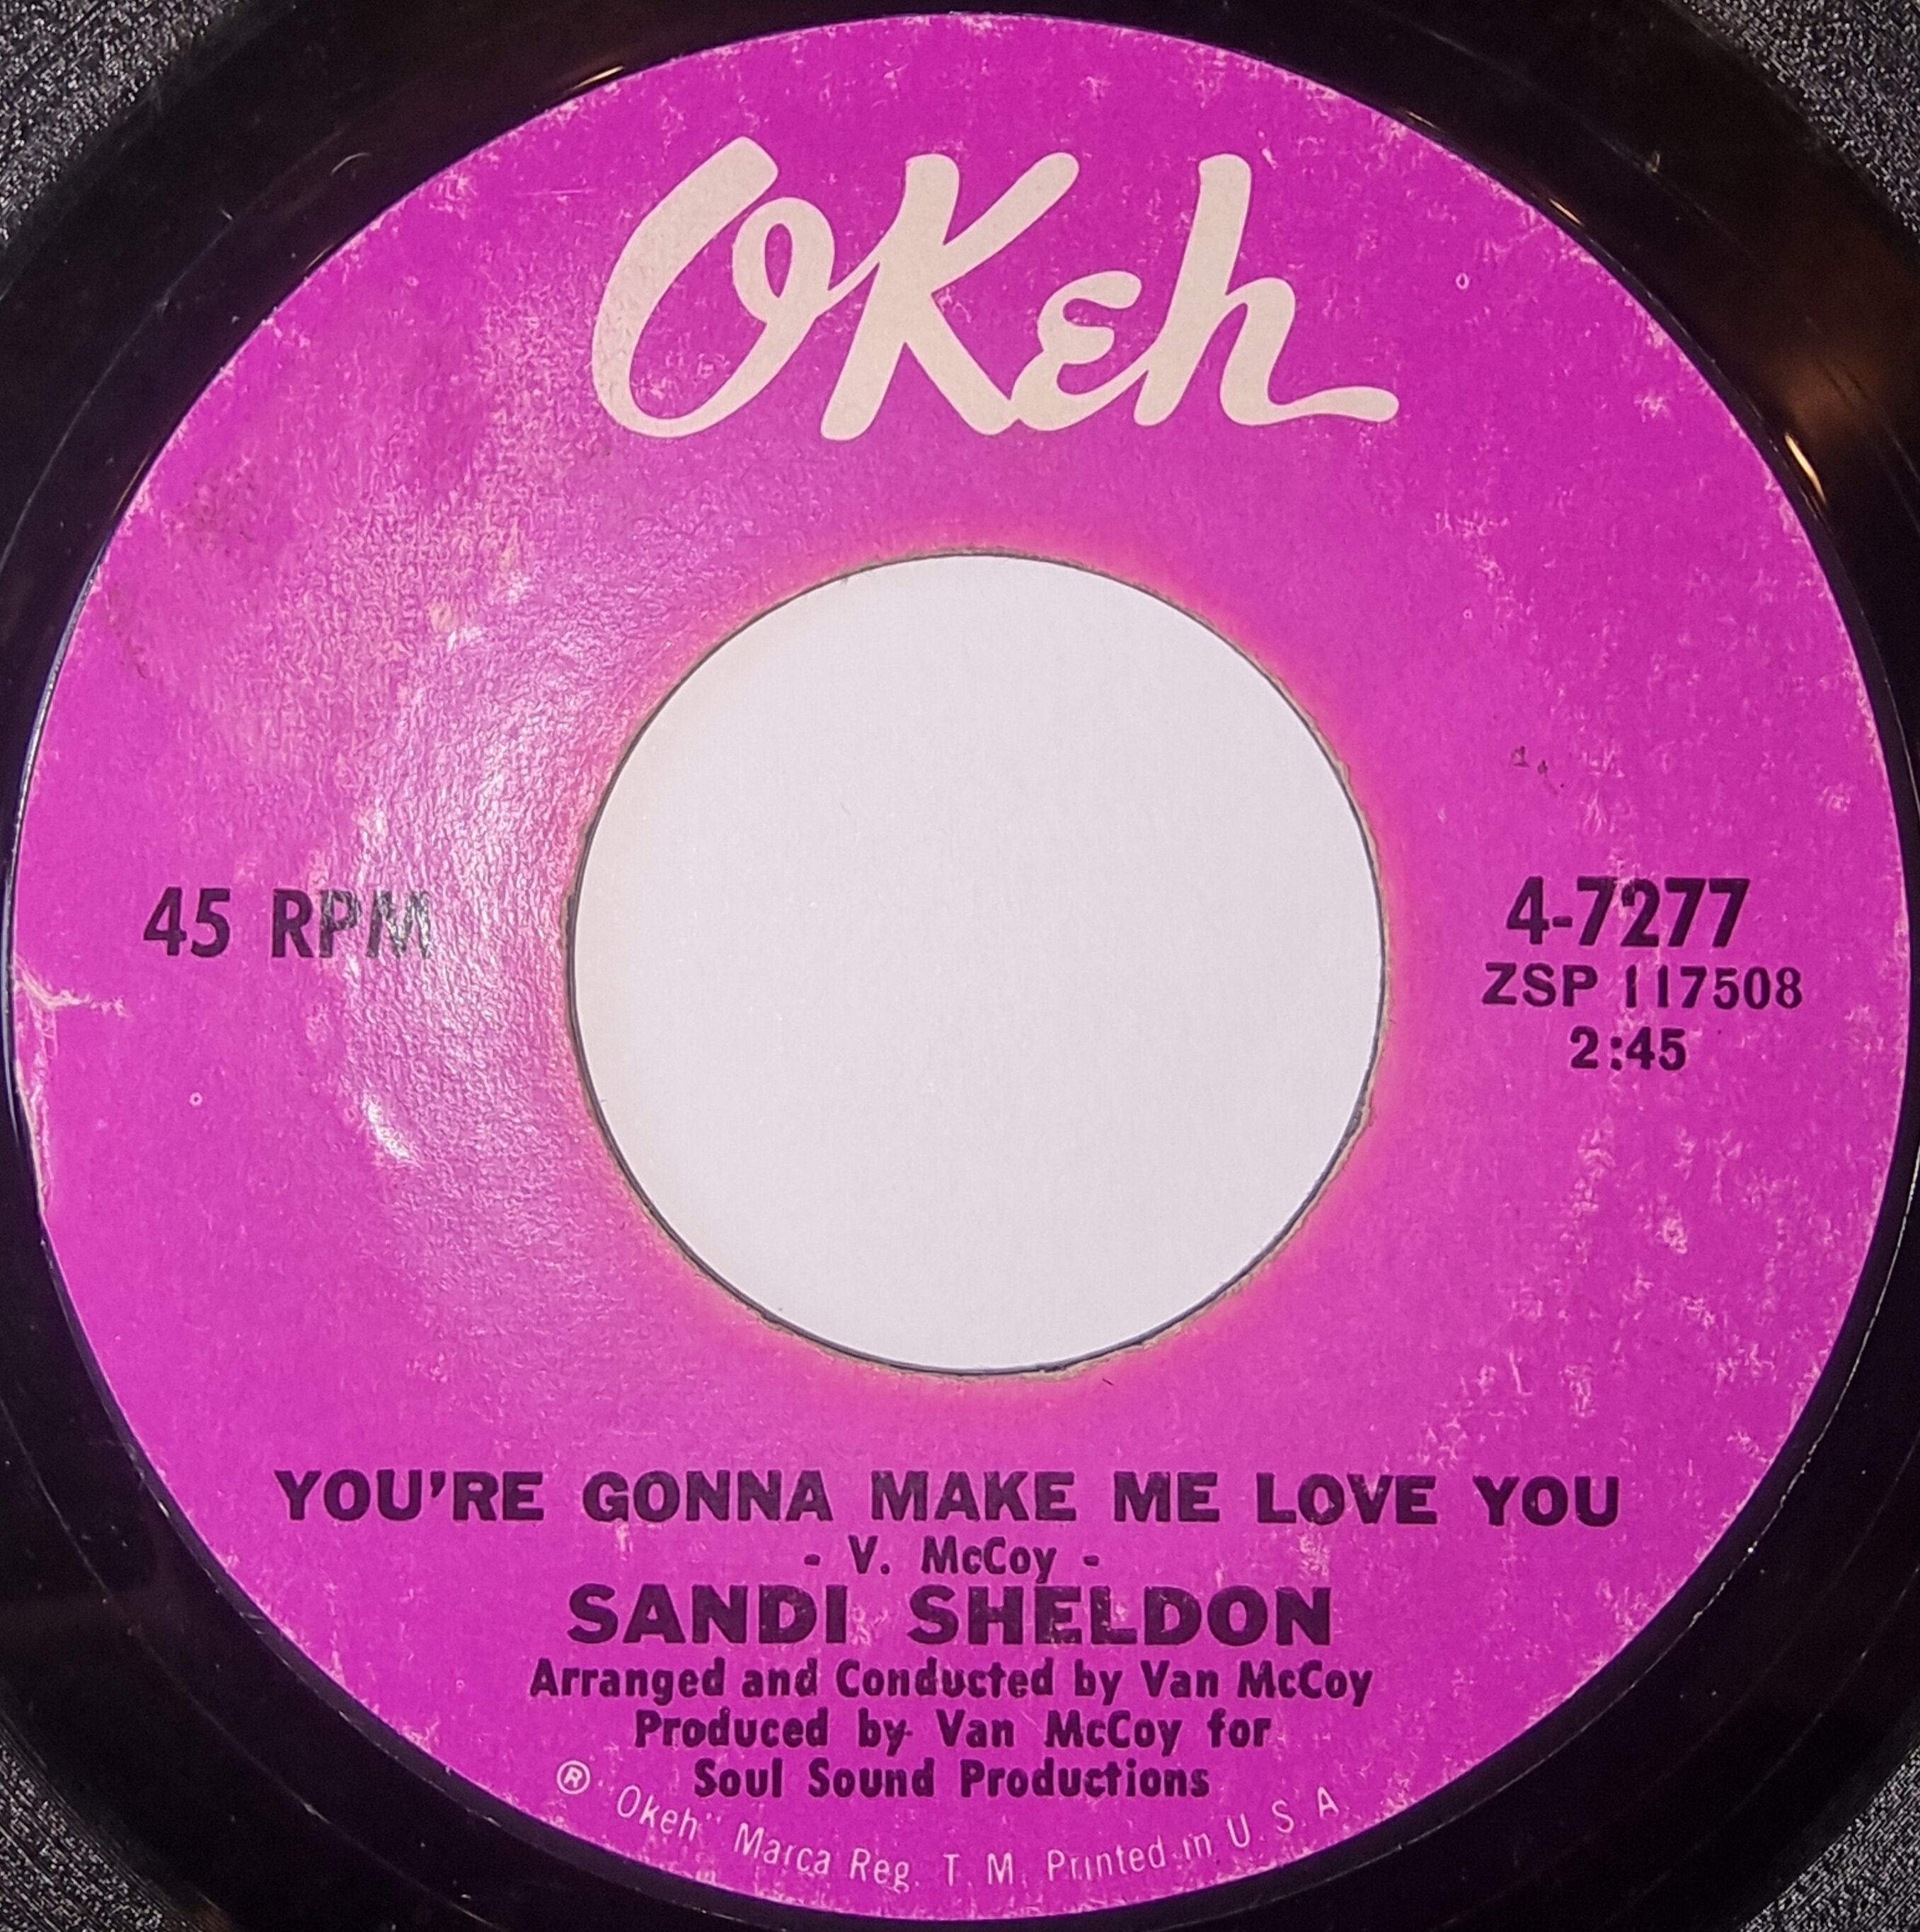 OKeh
45 RPM
4-7277
ZSP 117508
2:45
YOU'RE GONNA MAKE ME LOVE YOU
- V. McCoy -
SANDI SHELDON
Arranged and Conducted by Van McCoy
Produced by Van McCoy for
Soul Sound Productions
® "Okeh" Marca Reg. T. M. Printed in U. S. A